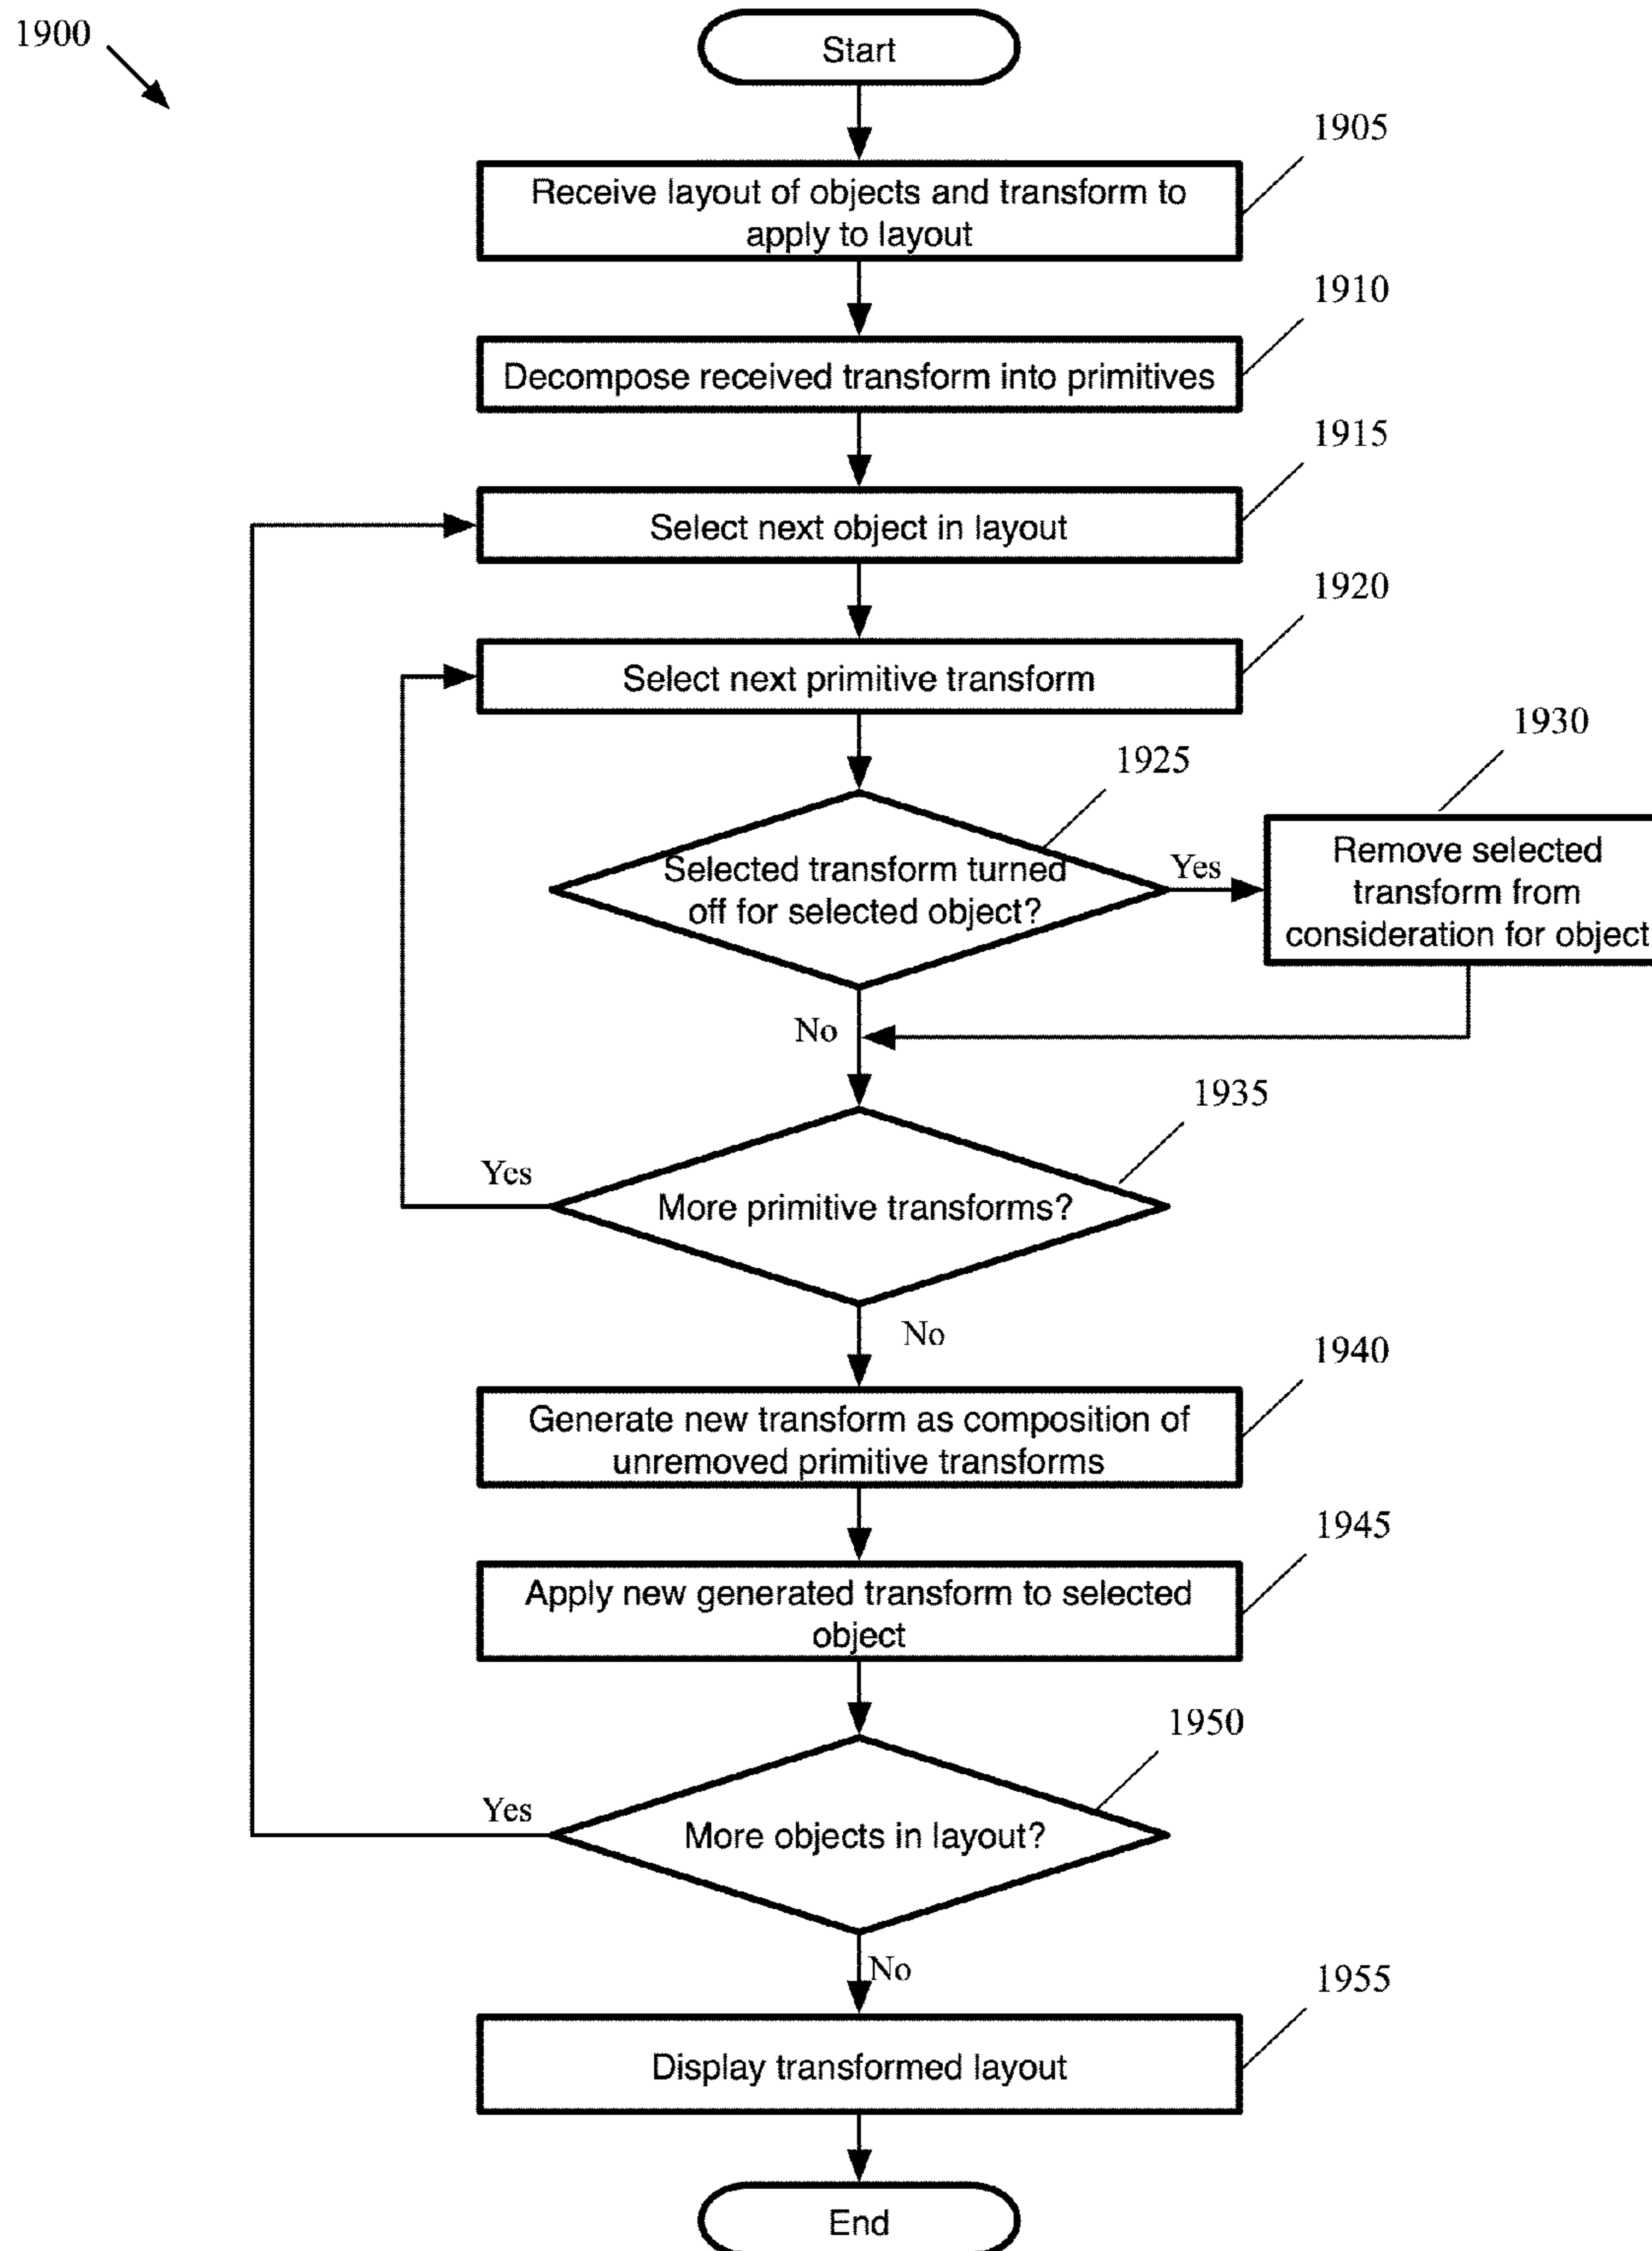 1900
Start
1905
Receive layout of objects and transform to
apply to layout
1910
Decompose received transform into primitives
1915
Select next object in layout
1920
Select next primitive transform
1925
Selected transform turned
off for selected object?
Yes
1930
Remove selected
transform from
consideration for object
No
1935
More primitive transforms?
Yes
No
1940
Generate new transform as composition of
unremoved primitive transforms
1945
Apply new generated transform to selected
object
1950
More objects in layout?
Yes
No
1955
Display transformed layout
End